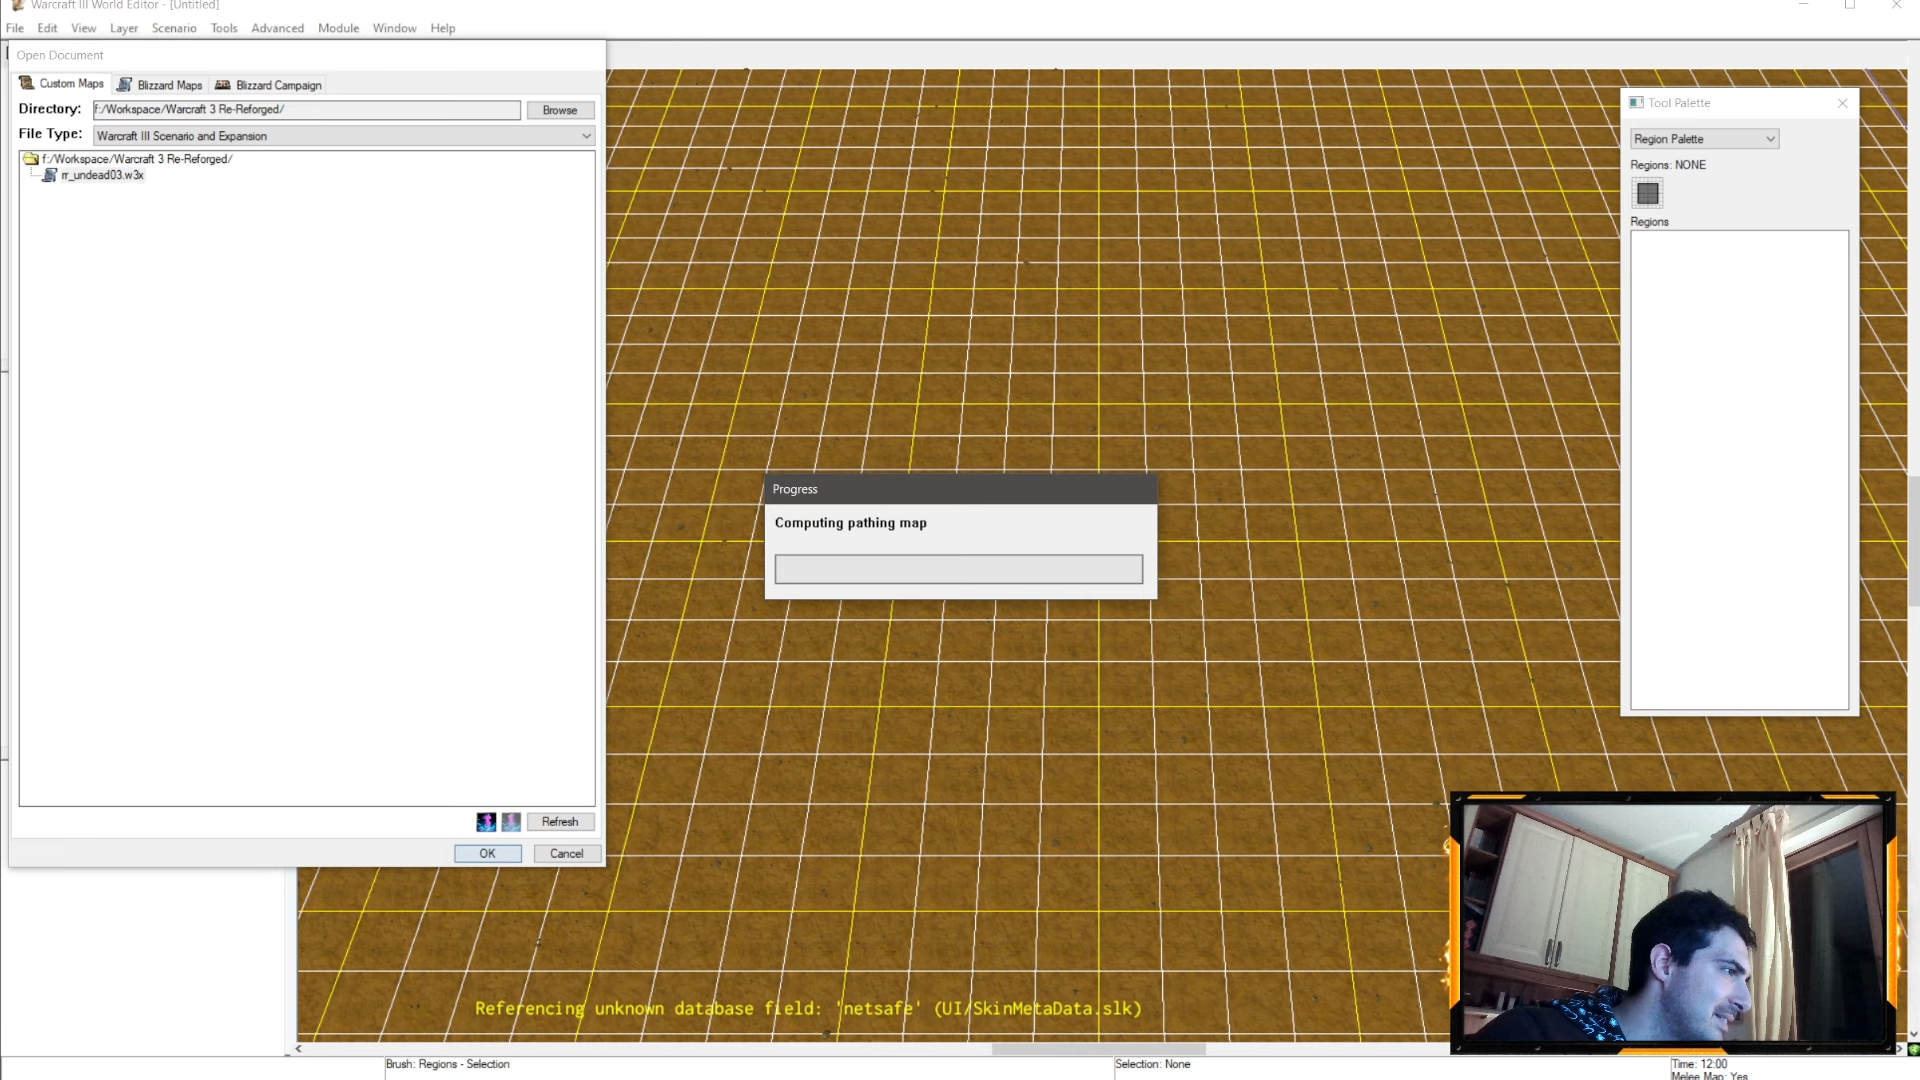 Warcraft III World Editor - [Untitled]
File Edit View Layer Scenario Tools Advanced Module Window Help
Open Document
Custom Maps Blizzard Maps Blizzard Campaign
Directory: f:/Workspace/Warcraft 3 Re-Reforged/ Browse
File Type: Warcraft III Scenario and Expansion
f:/Workspace/Warcraft 3 Re-Reforged/
rr_undead03.w3x
Refresh
OK Cancel
Progress
Computing pathing map
Tool Palette
Region Palette
Regions: NONE
Regions
Referencing unknown database field: 'netsafe' (UI/SkinMetaData.slk)
Brush: Regions - Selection
Selection: None
Time: 12:00
Melee Map: Yes